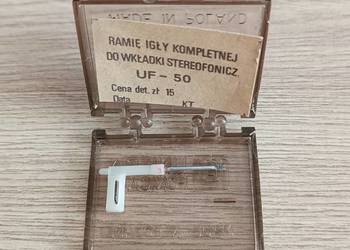 MADE IN POLAND
RAMIĘ IGŁY KOMPLETNEJ
DO WKŁADKI STEREOFONICZ.
UF - 50
Cena det. zł 15
Data KT